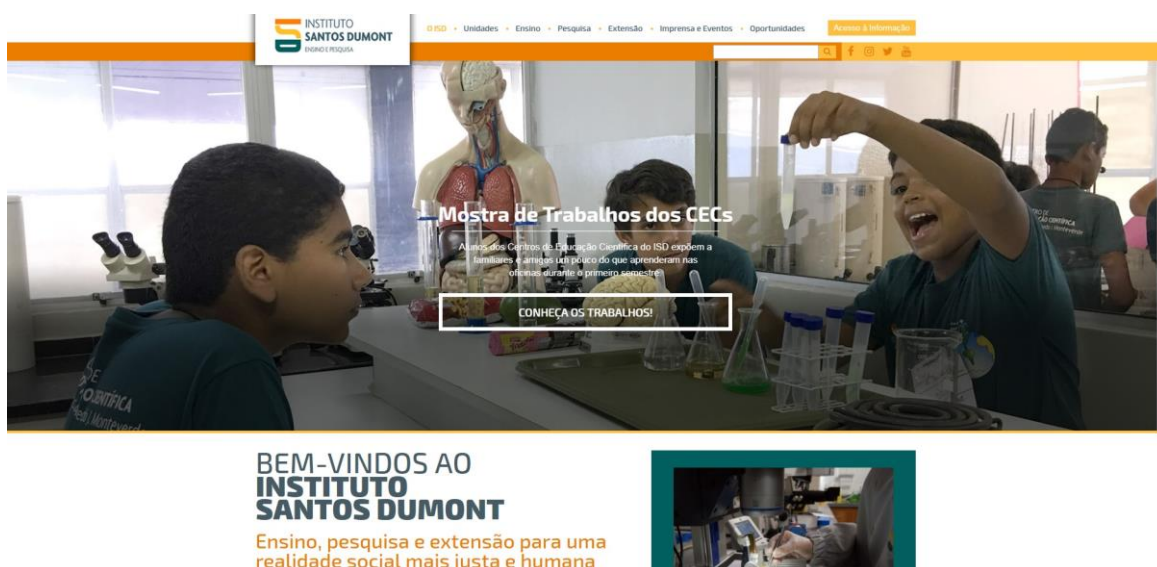 INSTITUTO
SANTOS DUMONT
ENSINO E PESQUISA
O ISD • Unidades • Ensino • Pesquisa • Extensão • Imprensa e Eventos • Oportunidades
Acesso à Informação
Mostra de Trabalhos dos CECs
Alunos dos Centros de Educação Científica do ISD expõem a
familiares e amigos um pouco do que aprenderam nas
oficinas durante o primeiro semestre.
CONHEÇA OS TRABALHOS!
BEM-VINDOS AO
INSTITUTO
SANTOS DUMONT
Ensino, pesquisa e extensão para uma
realidade social mais justa e humana